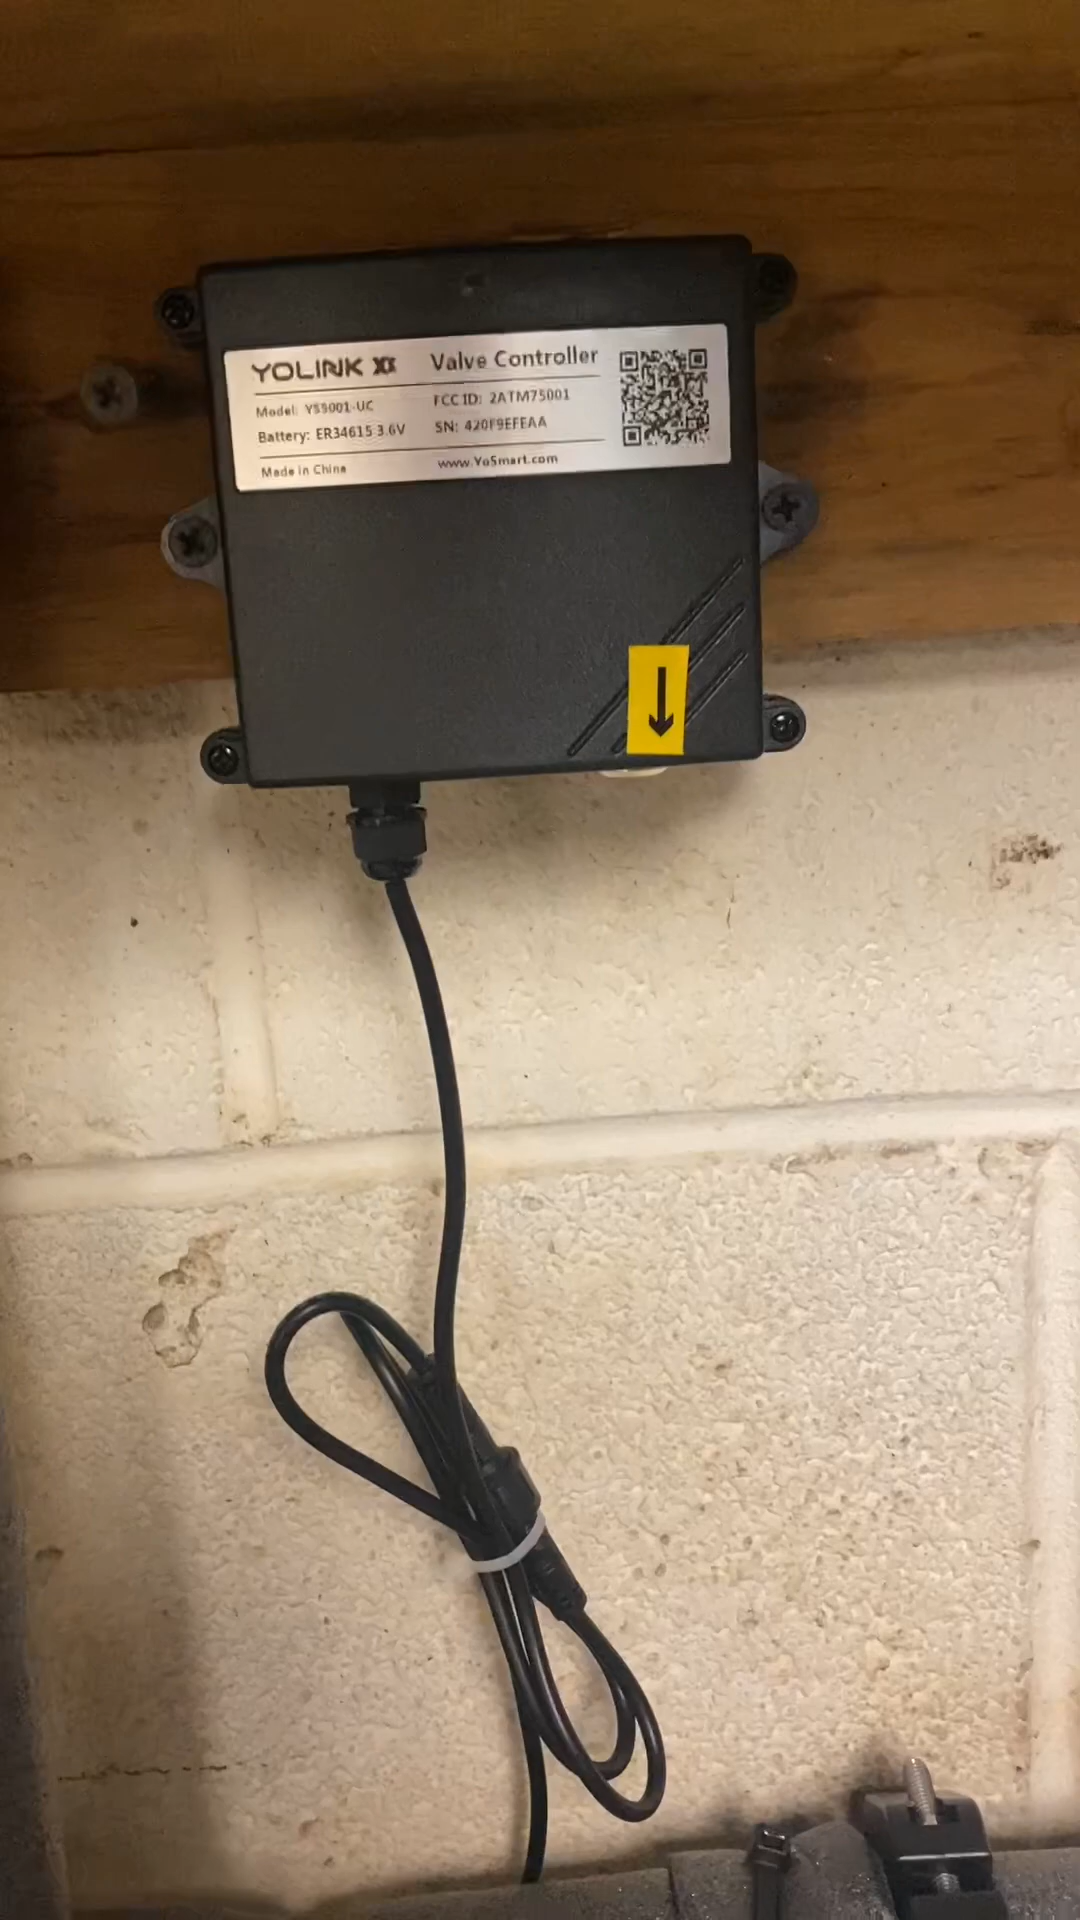 YOLINK Valve Controller
Model: YS5001-UC FCC ID: 2ATM75001
Battery: ER34615 3.6V SN: 420F9EFEAA
Made in China www.YoSmart.com